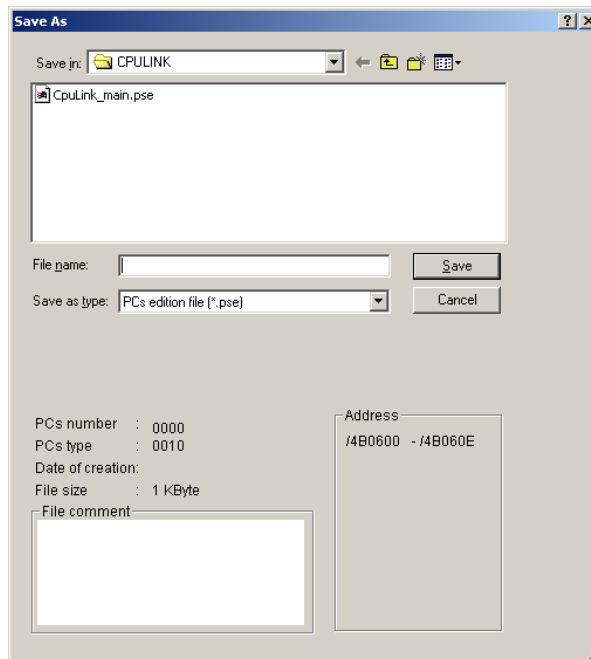 Save As
Save in: CPULINK
CpuLink_main.pse
File name: Save
Save as type: PCs edition file (*.pse) Cancel
PCs number : 0000
PCs type : 0010
Date of creation:
File size : 1 KByte
File comment
Address
/4B0600 - /4B060E